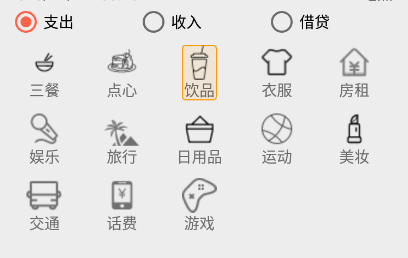 支出 收入 借贷
三餐 点心 饮品 衣服 房租
娱乐 旅行 日用品 运动 美妆
交通 话费 游戏